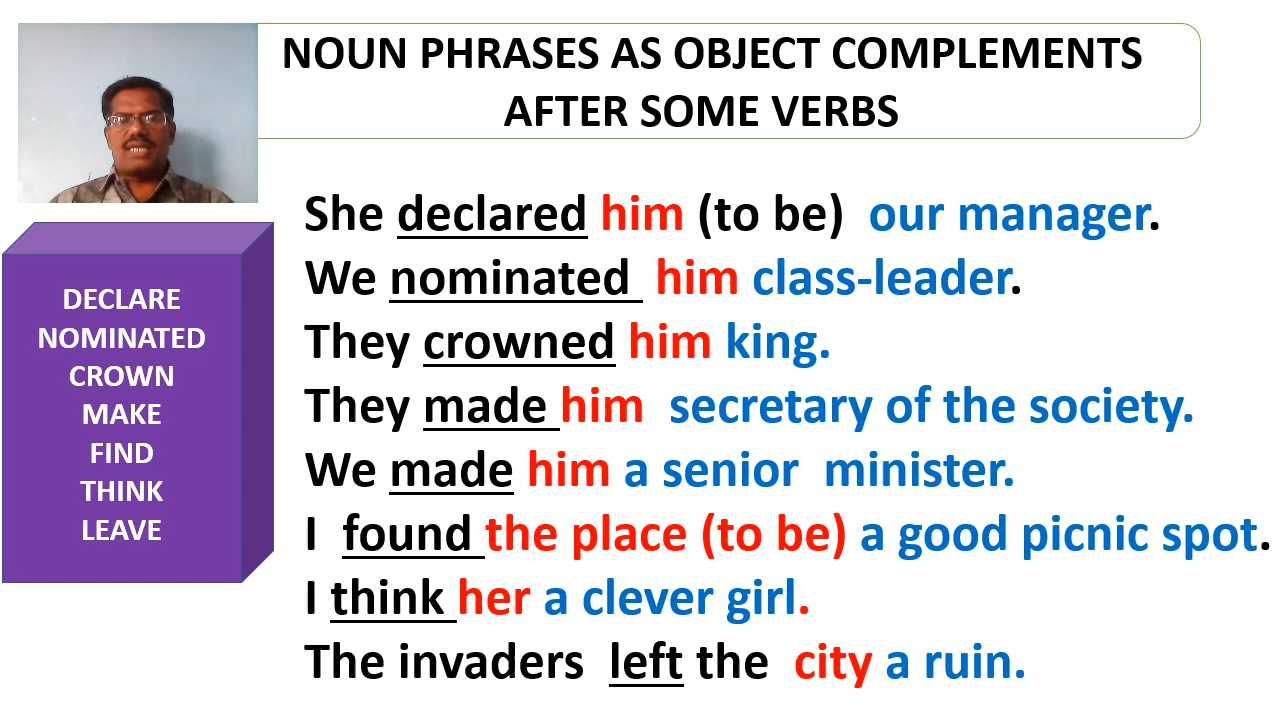 NOUN PHRASES AS OBJECT COMPLEMENTS
AFTER SOME VERBS
DECLARE
NOMINATED
CROWN
MAKE
FIND
THINK
LEAVE
She declared him (to be) our manager.
We nominated him class-leader.
They crowned him king.
They made him secretary of the society.
We made him a senior minister.
I found the place (to be) a good picnic spot.
I think her a clever girl.
The invaders left the city a ruin.